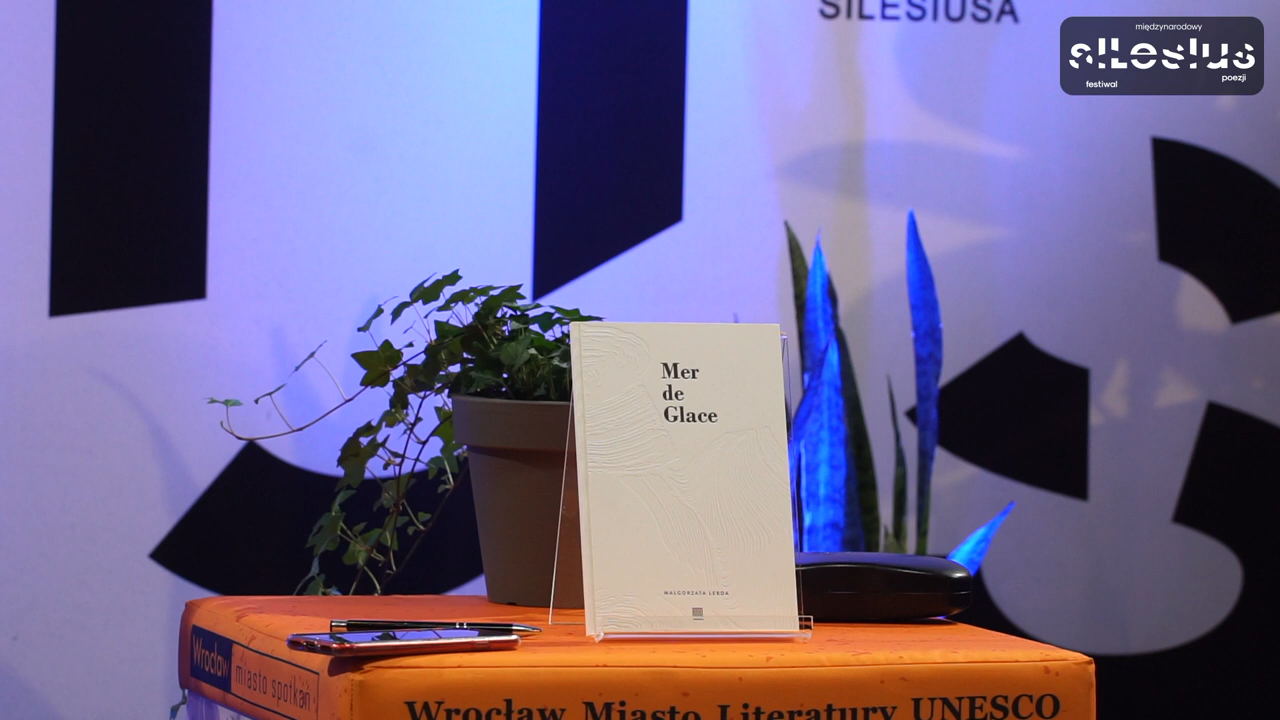 SILESIUSA
międzynarodowy
silesius
poezji
festiwal
Mer
de
Glace
MAŁGORZATA LEBDA
Wrocław
miasto spotkań
Wrocław Miasto Literatury UNESCO